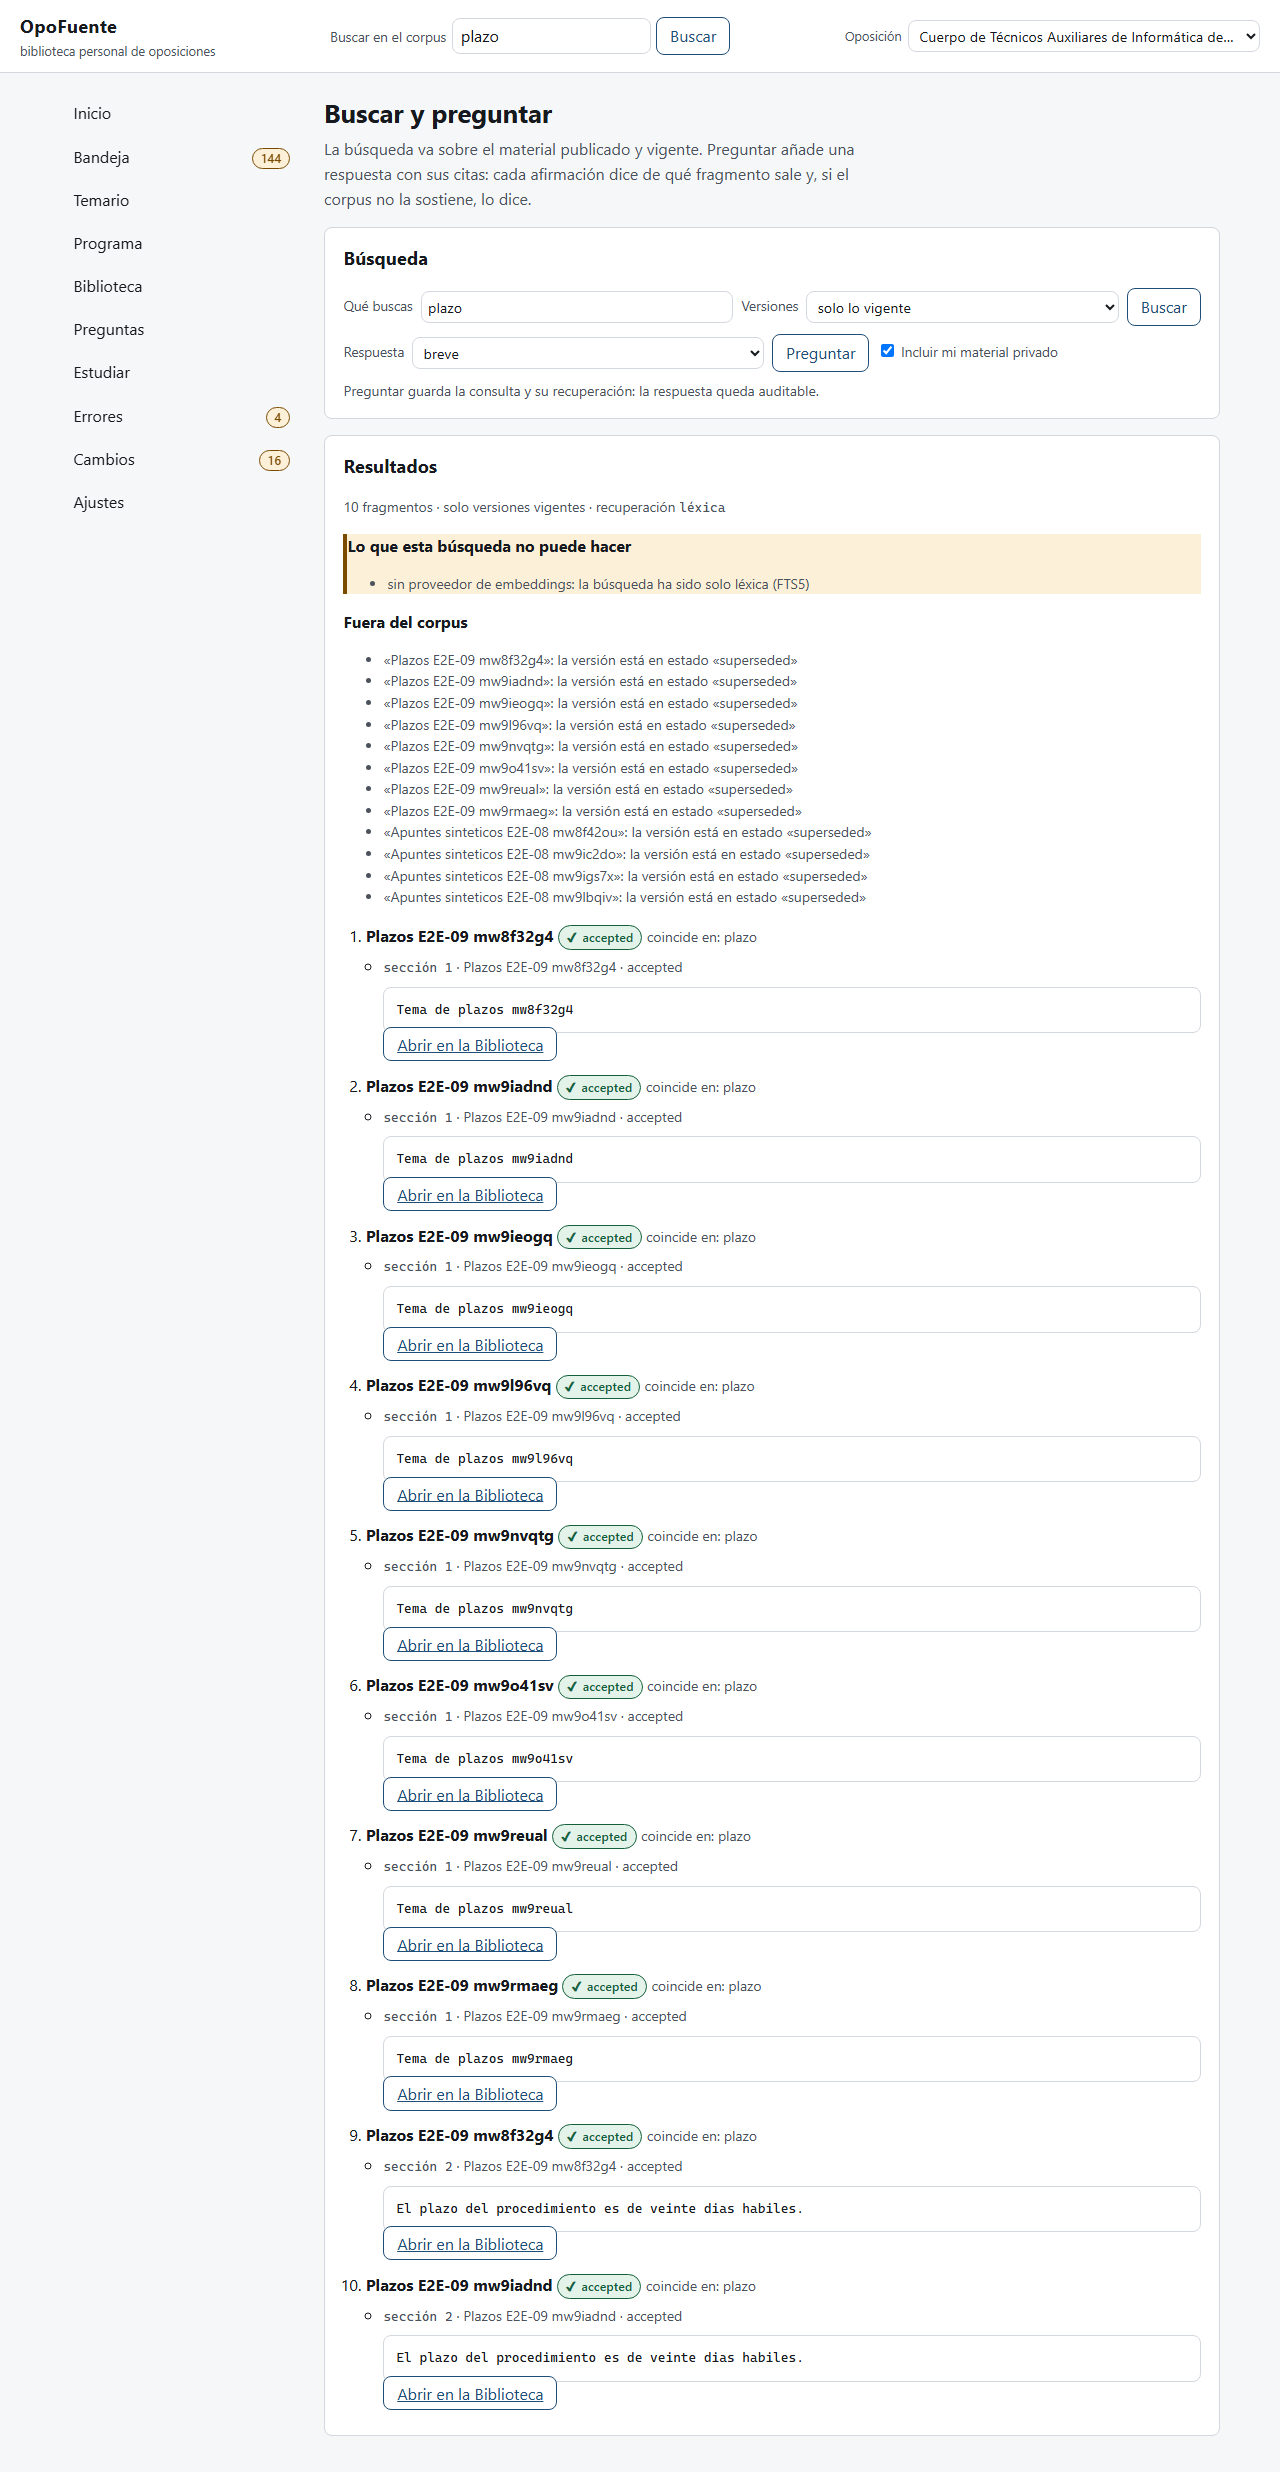 OpoFuente
biblioteca personal de oposiciones
Buscar en el corpus plazo Buscar
Oposición Cuerpo de Técnicos Auxiliares de Informática de...
Inicio
Bandeja 144
Temario
Programa
Biblioteca
Preguntas
Estudiar
Errores 4
Cambios 16
Ajustes
Buscar y preguntar
La búsqueda va sobre el material publicado y vigente. Preguntar añade una
respuesta con sus citas: cada afirmación dice de qué fragmento sale y, si el
corpus no la sostiene, lo dice.
Búsqueda
Qué buscas plazo Versiones solo lo vigente Buscar
Respuesta breve Preguntar Incluir mi material privado
Preguntar guarda la consulta y su recuperación: la respuesta queda auditable.
Resultados
10 fragmentos · solo versiones vigentes · recuperación léxica
Lo que esta búsqueda no puede hacer
• sin proveedor de embeddings: la búsqueda ha sido solo léxica (FTS5)
Fuera del corpus
• «Plazos E2E-09 mw8f32g4»: la versión está en estado «superseded»
• «Plazos E2E-09 mw9iadnd»: la versión está en estado «superseded»
• «Plazos E2E-09 mw9ieogq»: la versión está en estado «superseded»
• «Plazos E2E-09 mw9l96vq»: la versión está en estado «superseded»
• «Plazos E2E-09 mw9nvqtg»: la versión está en estado «superseded»
• «Plazos E2E-09 mw9o41sv»: la versión está en estado «superseded»
• «Plazos E2E-09 mw9reual»: la versión está en estado «superseded»
• «Plazos E2E-09 mw9rmaeg»: la versión está en estado «superseded»
• «Apuntes sinteticos E2E-08 mw8f42ou»: la versión está en estado «superseded»
• «Apuntes sinteticos E2E-08 mw9ic2do»: la versión está en estado «superseded»
• «Apuntes sinteticos E2E-08 mw9igs7x»: la versión está en estado «superseded»
• «Apuntes sinteticos E2E-08 mw9lbqiv»: la versión está en estado «superseded»
1. Plazos E2E-09 mw8f32g4 ✓ accepted coincide en: plazo
sección 1 · Plazos E2E-09 mw8f32g4 · accepted
Tema de plazos mw8f32g4
Abrir en la Biblioteca
2. Plazos E2E-09 mw9iadnd ✓ accepted coincide en: plazo
sección 1 · Plazos E2E-09 mw9iadnd · accepted
Tema de plazos mw9iadnd
Abrir en la Biblioteca
3. Plazos E2E-09 mw9ieogq ✓ accepted coincide en: plazo
sección 1 · Plazos E2E-09 mw9ieogq · accepted
Tema de plazos mw9ieogq
Abrir en la Biblioteca
4. Plazos E2E-09 mw9l96vq ✓ accepted coincide en: plazo
sección 1 · Plazos E2E-09 mw9l96vq · accepted
Tema de plazos mw9l96vq
Abrir en la Biblioteca
5. Plazos E2E-09 mw9nvqtg ✓ accepted coincide en: plazo
sección 1 · Plazos E2E-09 mw9nvqtg · accepted
Tema de plazos mw9nvqtg
Abrir en la Biblioteca
6. Plazos E2E-09 mw9o41sv ✓ accepted coincide en: plazo
sección 1 · Plazos E2E-09 mw9o41sv · accepted
Tema de plazos mw9o41sv
Abrir en la Biblioteca
7. Plazos E2E-09 mw9reual ✓ accepted coincide en: plazo
sección 1 · Plazos E2E-09 mw9reual · accepted
Tema de plazos mw9reual
Abrir en la Biblioteca
8. Plazos E2E-09 mw9rmaeg ✓ accepted coincide en: plazo
sección 1 · Plazos E2E-09 mw9rmaeg · accepted
Tema de plazos mw9rmaeg
Abrir en la Biblioteca
9. Plazos E2E-09 mw8f32g4 ✓ accepted coincide en: plazo
sección 2 · Plazos E2E-09 mw8f32g4 · accepted
El plazo del procedimiento es de veinte dias habiles.
Abrir en la Biblioteca
10. Plazos E2E-09 mw9iadnd ✓ accepted coincide en: plazo
sección 2 · Plazos E2E-09 mw9iadnd · accepted
El plazo del procedimiento es de veinte dias habiles.
Abrir en la Biblioteca